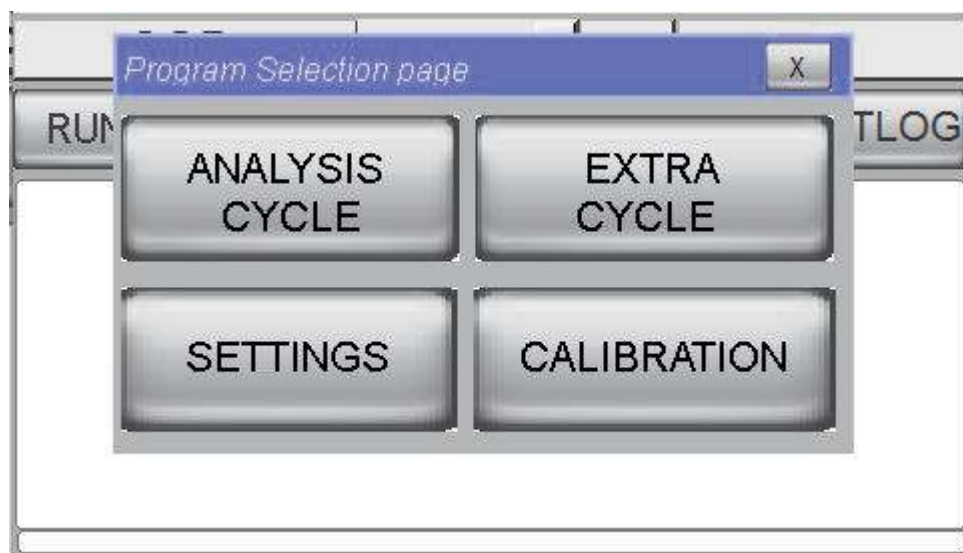 Program Selection page
X
RUN
TLOG
ANALYSIS
CYCLE
EXTRA
CYCLE
SETTINGS
CALIBRATION